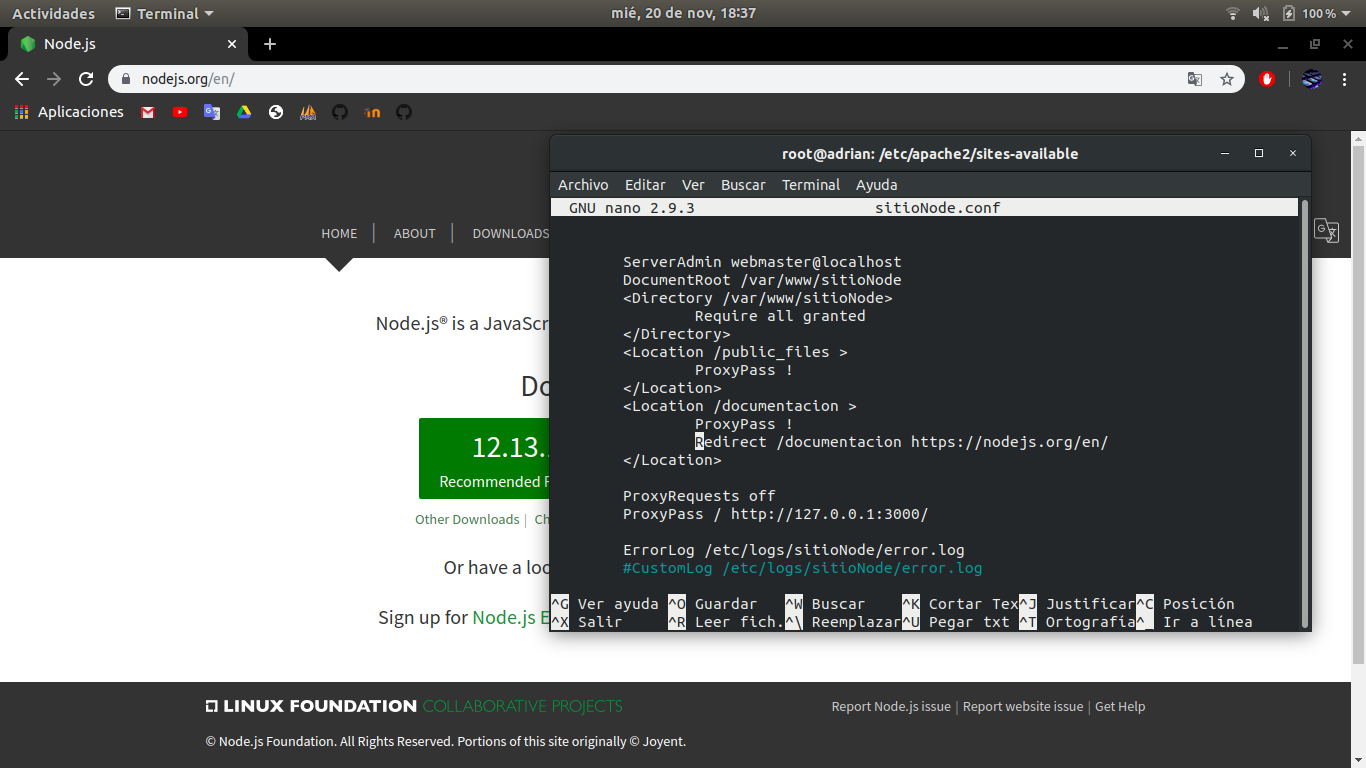 Actividades Terminal mié, 20 de nov, 18:37 100 %
Node.js
nodejs.org/en/
Aplicaciones
HOME | ABOUT | DOWNLOADS
Node.js® is a JavaScr
Do
12.13.
Recommended F
Other Downloads | Ch
Or have a loo
Sign up for Node.js E
root@adrian: /etc/apache2/sites-available
Archivo Editar Ver Buscar Terminal Ayuda
GNU nano 2.9.3 sitioNode.conf
ServerAdmin webmaster@localhost
DocumentRoot /var/www/sitioNode
<Directory /var/www/sitioNode>
Require all granted
</Directory>
<Location /public_files >
ProxyPass !
</Location>
<Location /documentacion >
ProxyPass !
Redirect /documentacion https://nodejs.org/en/
</Location>
ProxyRequests off
ProxyPass / http://127.0.0.1:3000/
ErrorLog /etc/logs/sitioNode/error.log
#CustomLog /etc/logs/sitioNode/error.log
^G Ver ayuda ^O Guardar ^W Buscar ^K Cortar Tex^J Justificar^C Posición
^X Salir ^R Leer fich.^\ Reemplazar^U Pegar txt ^T Ortografía^_ Ir a línea
LINUX FOUNDATION COLLABORATIVE PROJECTS
Report Node.js issue | Report website issue | Get Help
© Node.js Foundation. All Rights Reserved. Portions of this site originally © Joyent.